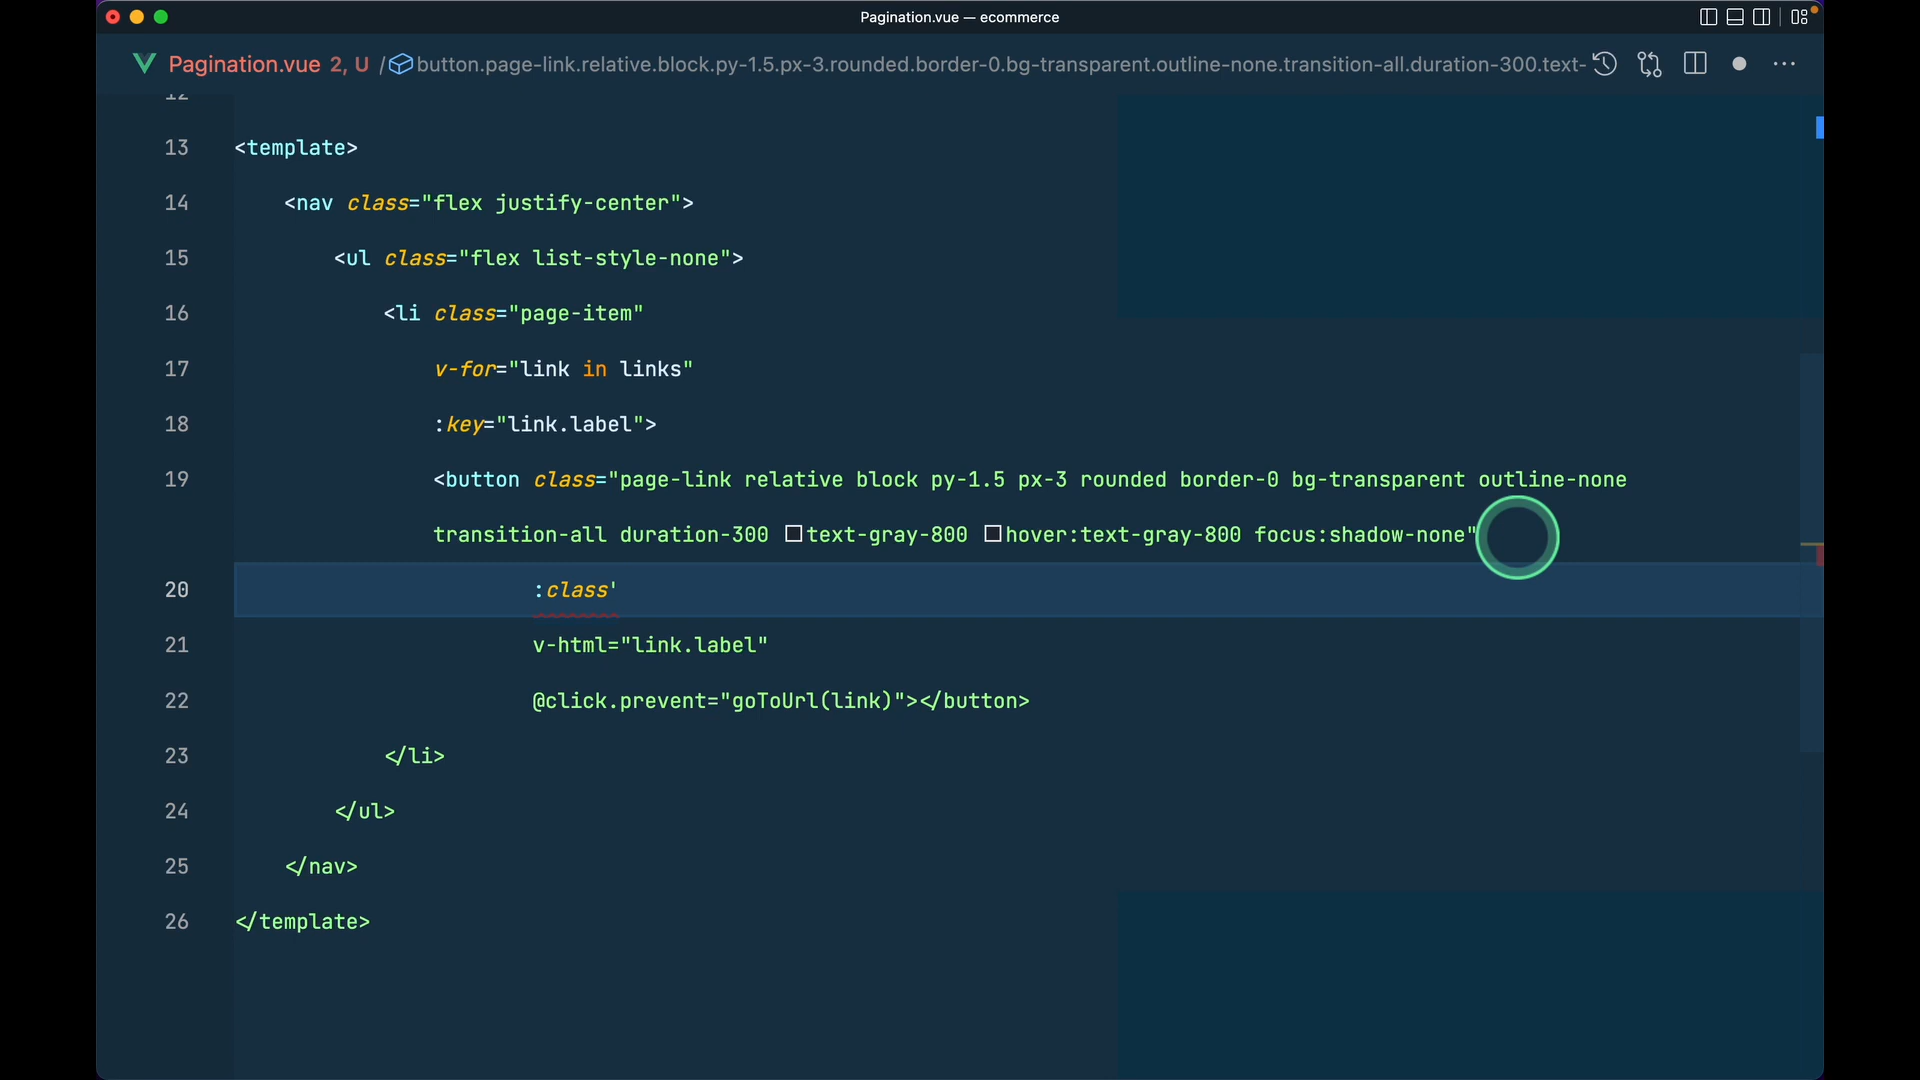 Pagination.vue — ecommerce
Pagination.vue 2, U / button.page-link.relative.block.py-1.5.px-3.rounded.border-0.bg-transparent.outline-none.transition-all.duration-300.text-
12
13 <template>
14 <nav class="flex justify-center">
15 <ul class="flex list-style-none">
16 <li class="page-item"
17 v-for="link in links"
18 :key="link.label">
19 <button class="page-link relative block py-1.5 px-3 rounded border-0 bg-transparent outline-none
transition-all duration-300 text-gray-800 hover:text-gray-800 focus:shadow-none"
20 :class'
21 v-html="link.label"
22 @click.prevent="goToUrl(link)"></button>
23 </li>
24 </ul>
25 </nav>
26 </template>